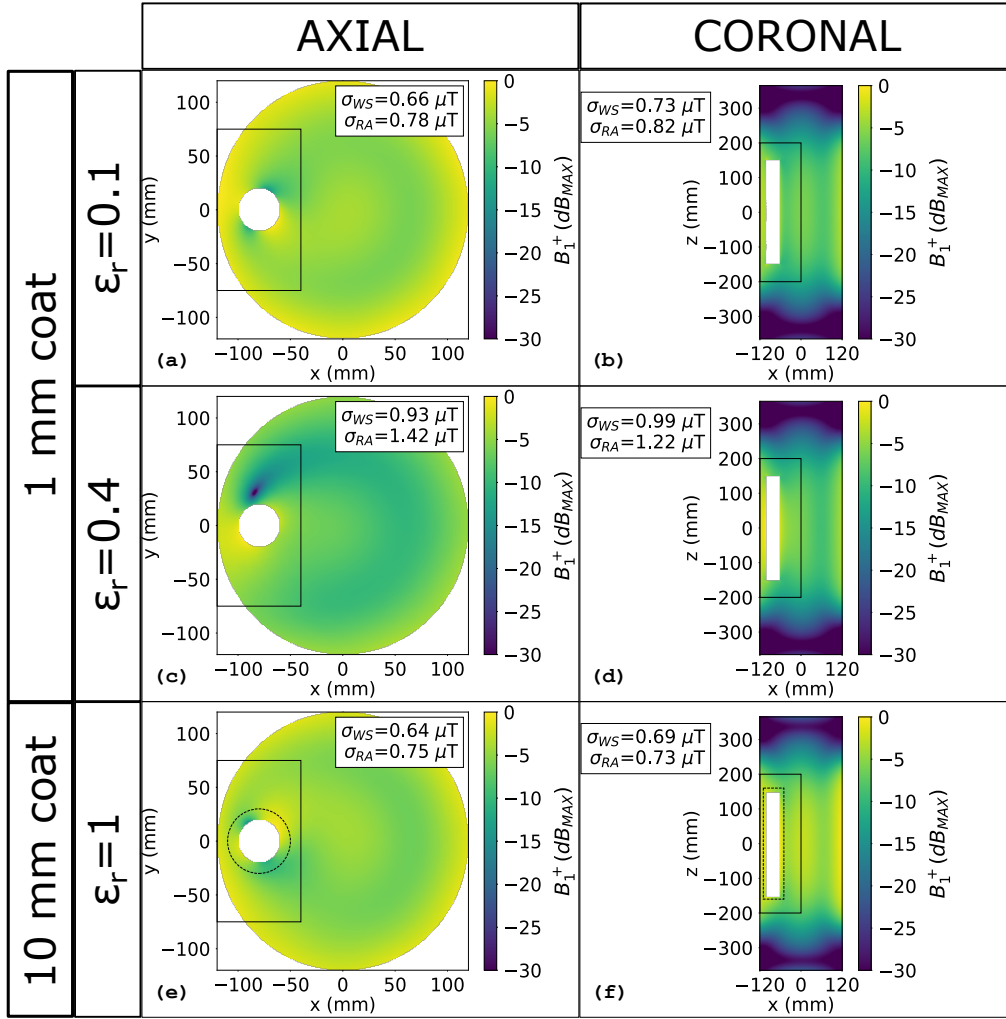 AXIAL
CORONAL
1 mm coat
10 mm coat
εr=0.1
εr=0.4
εr=1
σWS=0.66 μT
σRA=0.78 μT
100
50
0
−50
−100
y (mm)
−100 −50 0 50 100
x (mm)
(a)
0
−5
−10
−15
−20
−25
−30
B1+ (dBMAX)
σWS=0.73 μT
σRA=0.82 μT
300
200
100
0
−100
−200
−300
z (mm)
−120 0 120
x (mm)
(b)
0
−5
−10
−15
−20
−25
−30
B1+ (dBMAX)
σWS=0.93 μT
σRA=1.42 μT
100
50
0
−50
−100
y (mm)
−100 −50 0 50 100
x (mm)
(c)
0
−5
−10
−15
−20
−25
−30
B1+ (dBMAX)
σWS=0.99 μT
σRA=1.22 μT
300
200
100
0
−100
−200
−300
z (mm)
−120 0 120
x (mm)
(d)
0
−5
−10
−15
−20
−25
−30
B1+ (dBMAX)
σWS=0.64 μT
σRA=0.75 μT
100
50
0
−50
−100
y (mm)
−100 −50 0 50 100
x (mm)
(e)
0
−5
−10
−15
−20
−25
−30
B1+ (dBMAX)
σWS=0.69 μT
σRA=0.73 μT
300
200
100
0
−100
−200
−300
z (mm)
−120 0 120
x (mm)
(f)
0
−5
−10
−15
−20
−25
−30
B1+ (dBMAX)